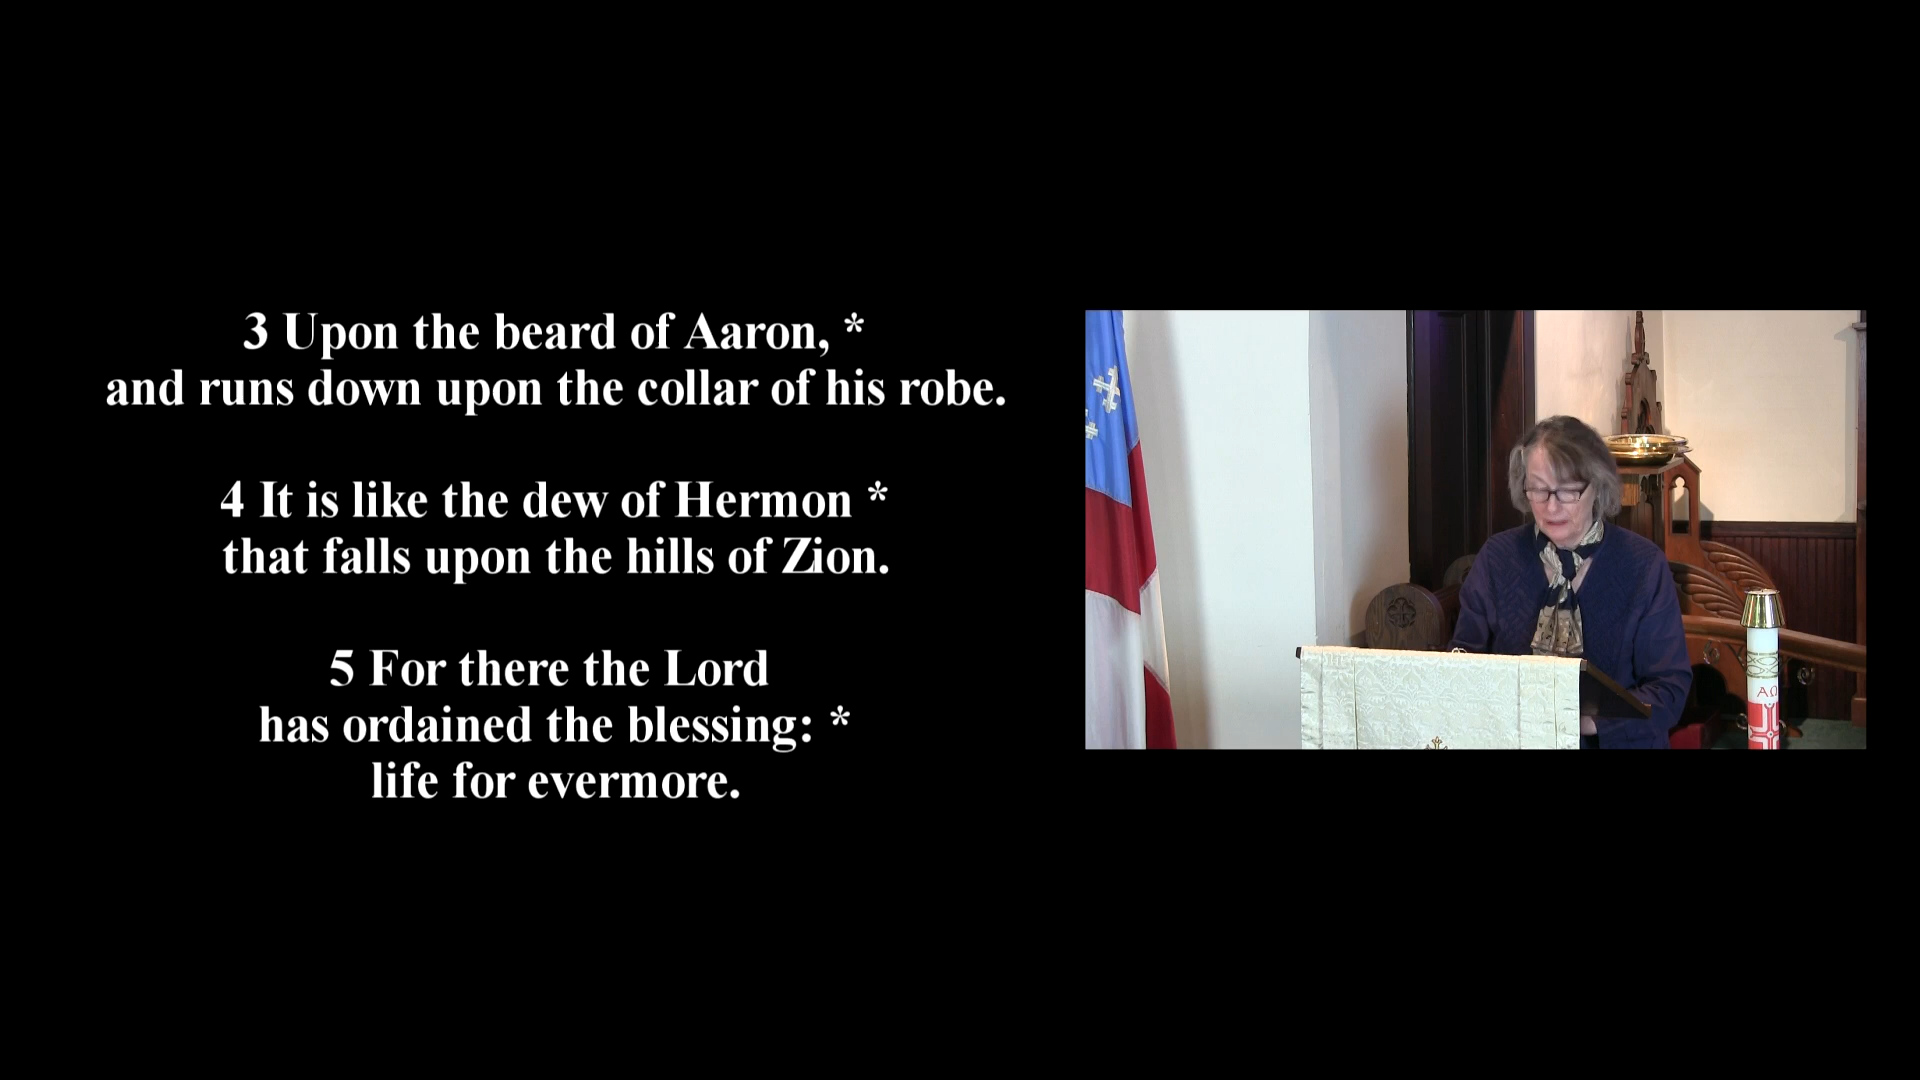 3 Upon the beard of Aaron, *
and runs down upon the collar of his robe.
4 It is like the dew of Hermon *
that falls upon the hills of Zion.
5 For there the Lord
has ordained the blessing: *
life for evermore.
ΑΩ